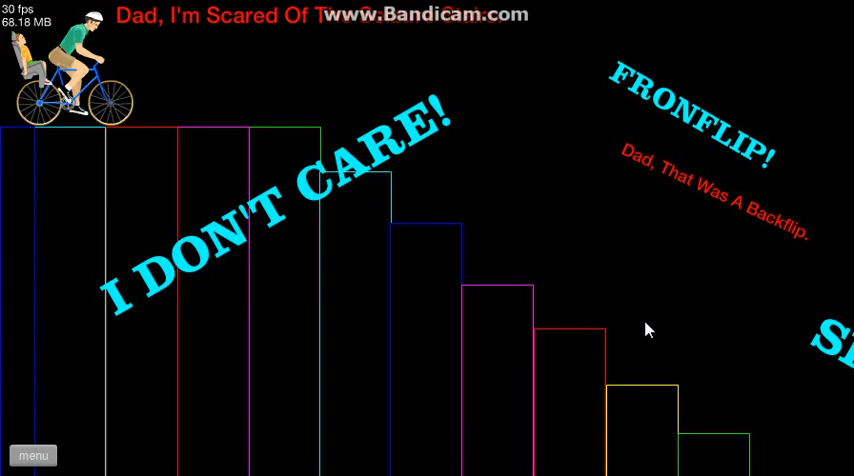 30 fps
68.18 MB
Dad, I'm Scared Of
www.Bandicam.com
FRONFLIP!
Dad, That Was A Backflip.
I DON'T CARE!
menu